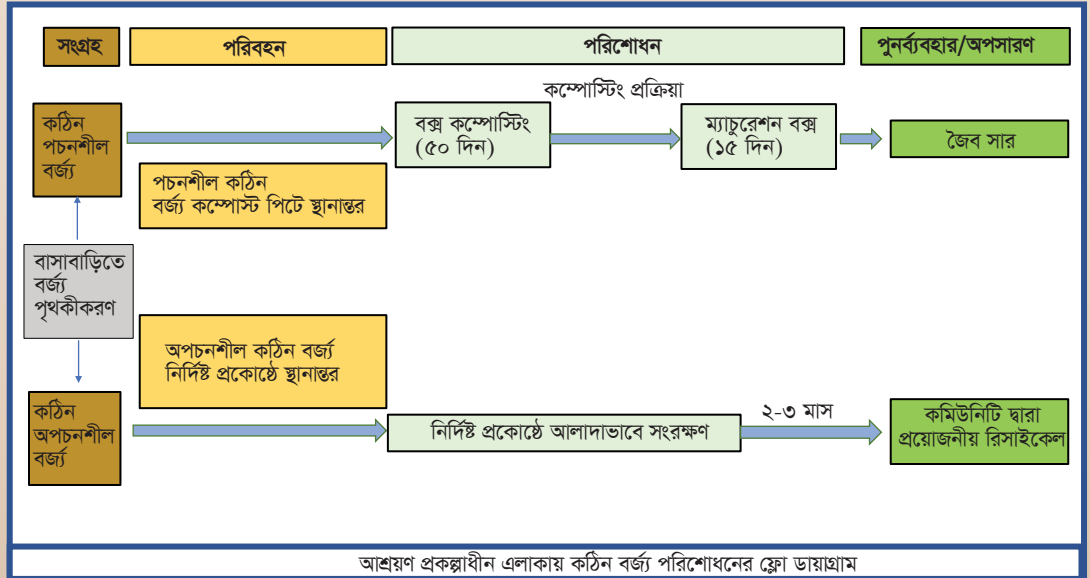 সংগ্রহ
পরিবহন
পরিশোধন
পুনর্ব্যবহার/অপসারণ
কম্পোস্টিং প্রক্রিয়া
কঠিন
পচনশীল
বর্জ্য
বক্স কম্পোস্টিং
(৫০ দিন)
ম্যাচুরেশন বক্স
(১৫ দিন)
জৈব সার
পচনশীল কঠিন
বর্জ্য কম্পোস্ট পিটে স্থানান্তর
বাসাবাড়িতে
বর্জ্য
পৃথকীকরণ
অপচনশীল কঠিন বর্জ্য
নির্দিষ্ট প্রকোষ্ঠে স্থানান্তর
কঠিন
অপচনশীল
বর্জ্য
নির্দিষ্ট প্রকোষ্ঠে আলাদাভাবে সংরক্ষণ
২-৩ মাস
কমিউনিটি দ্বারা
প্রয়োজনীয় রিসাইকেল
আশ্রয়ণ প্রকল্পাধীন এলাকায় কঠিন বর্জ্য পরিশোধনের ফ্লো ডায়াগ্রাম